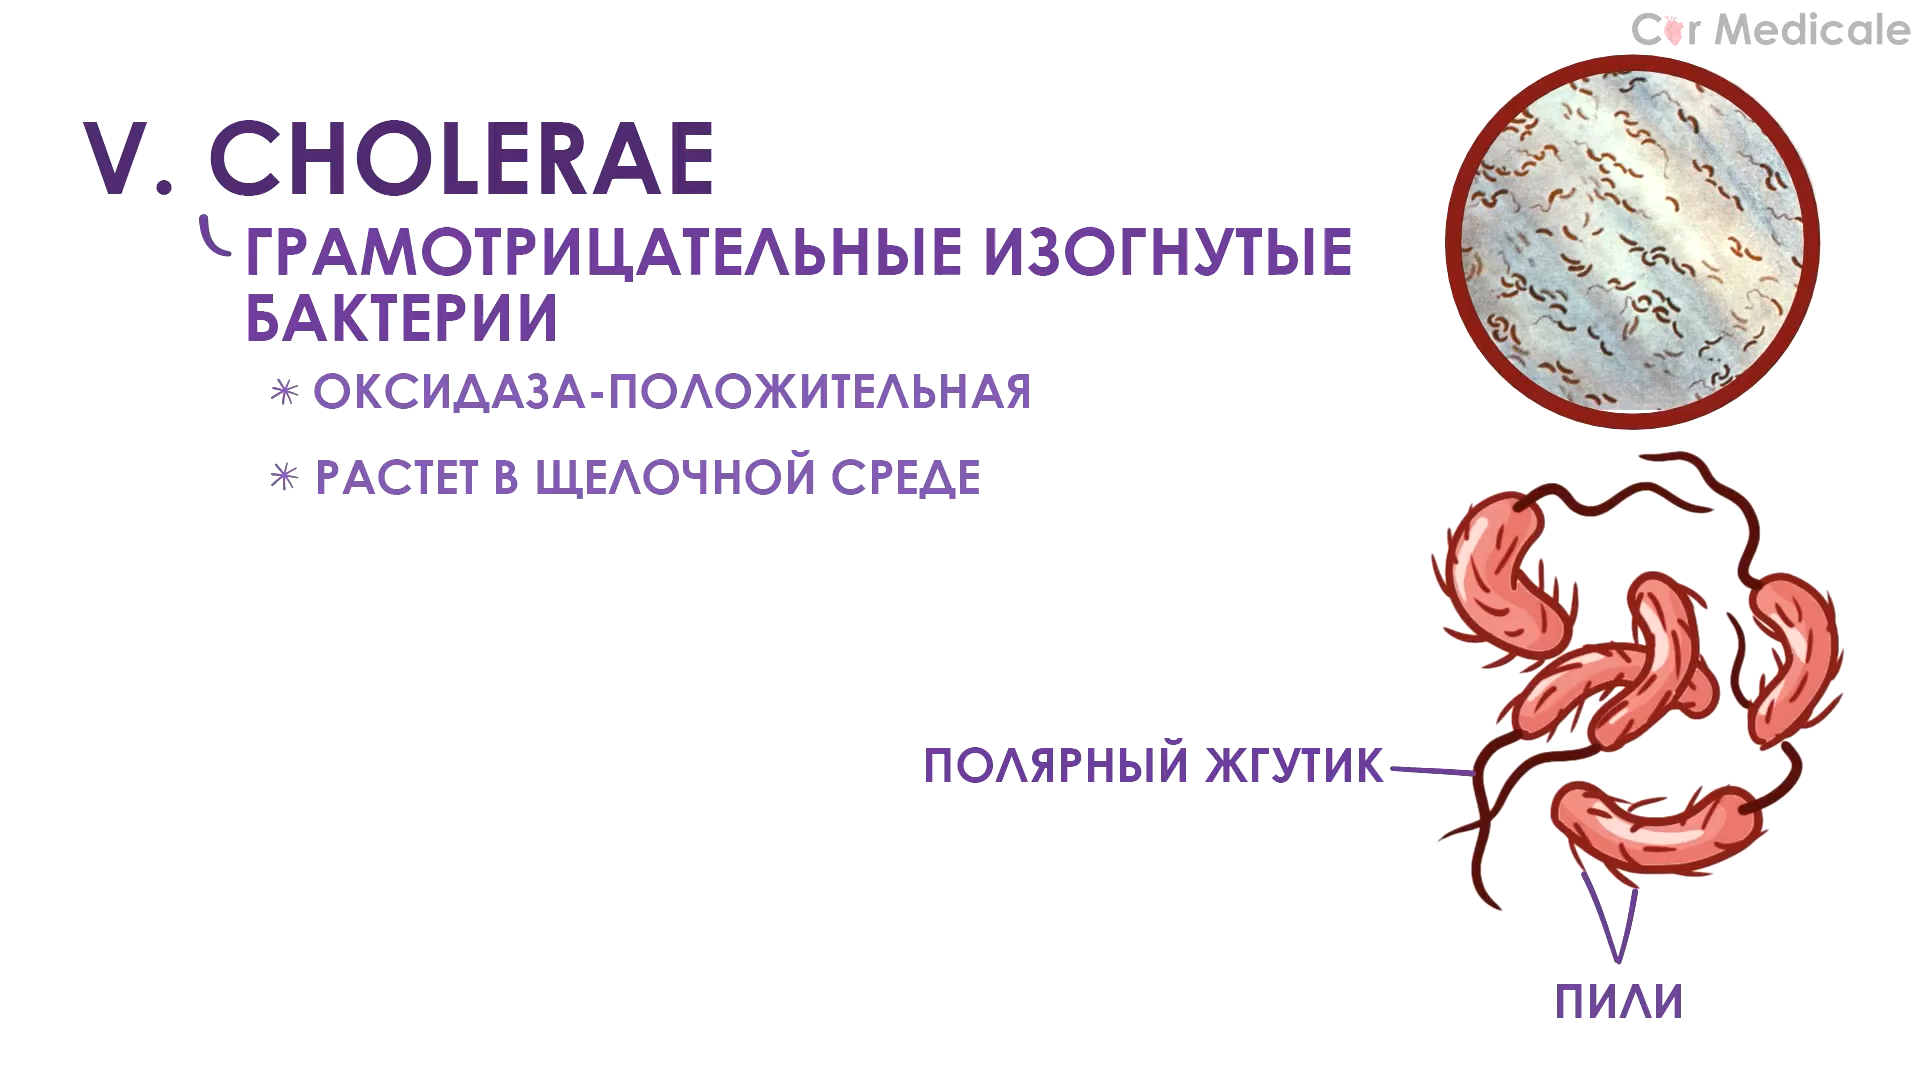 Cor Medicale
V. CHOLERAE
ГРАМОТРИЦАТЕЛЬНЫЕ ИЗОГНУТЫЕ
БАКТЕРИИ
ОКСИДАЗА-ПОЛОЖИТЕЛЬНАЯ
РАСТЕТ В ЩЕЛОЧНОЙ СРЕДЕ
ПОЛЯРНЫЙ ЖГУТИК
ПИЛИ